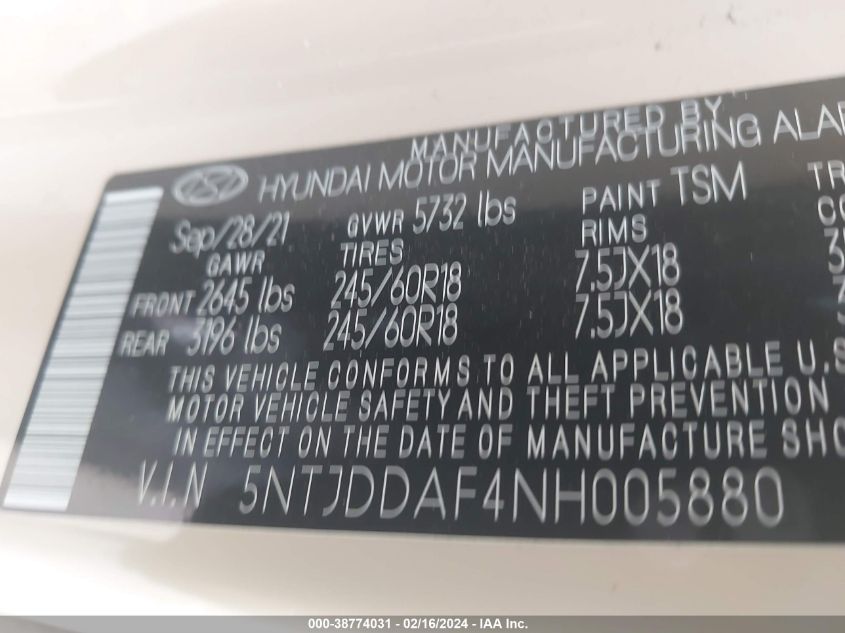 MANUFACTURED BY
HYUNDAI MOTOR MANUFACTURING
Sep/28/21 GVWR 5732 lbs PAINT TSM
GAWR TIRES RIMS
FRONT 2645 lbs 245/60R18 7.5JX18
REAR 3196 lbs 245/60R18 7.5JX18
THIS VEHICLE CONFORMS TO ALL APPLICABLE U.S
MOTOR VEHICLE SAFETY AND THEFT PREVENTION
IN EFFECT ON THE DATE OF MANUFACTURE
V.I.N 5NTJDDAF4NH005880
000-38774031 - 02/16/2024 - IAA Inc.